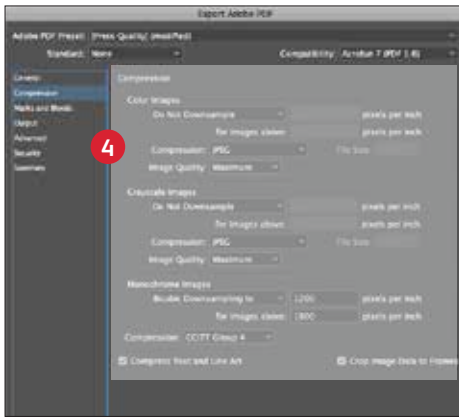 Export Adobe PDF
Adobe PDF Preset: [Press Quality] (modified)
Standard: None
Compatibility: Acrobat 7 (PDF 1.6)
General
Compression
Marks and Bleeds
Output
Advanced
Security
Summary
4
Compression
Color Images
Do Not Downsample
pixels per inch
for images above:
pixels per inch
Compression: JPEG
Tile Size:
Image Quality: Maximum
Grayscale Images
Do Not Downsample
pixels per inch
for images above:
pixels per inch
Compression: JPEG
Tile Size:
Image Quality: Maximum
Monochrome Images
Bicubic Downsampling to
1200
pixels per inch
for images above:
1800
pixels per inch
Compression: CCITT Group 4
Compress Text and Line Art
Crop Image Data to Frames